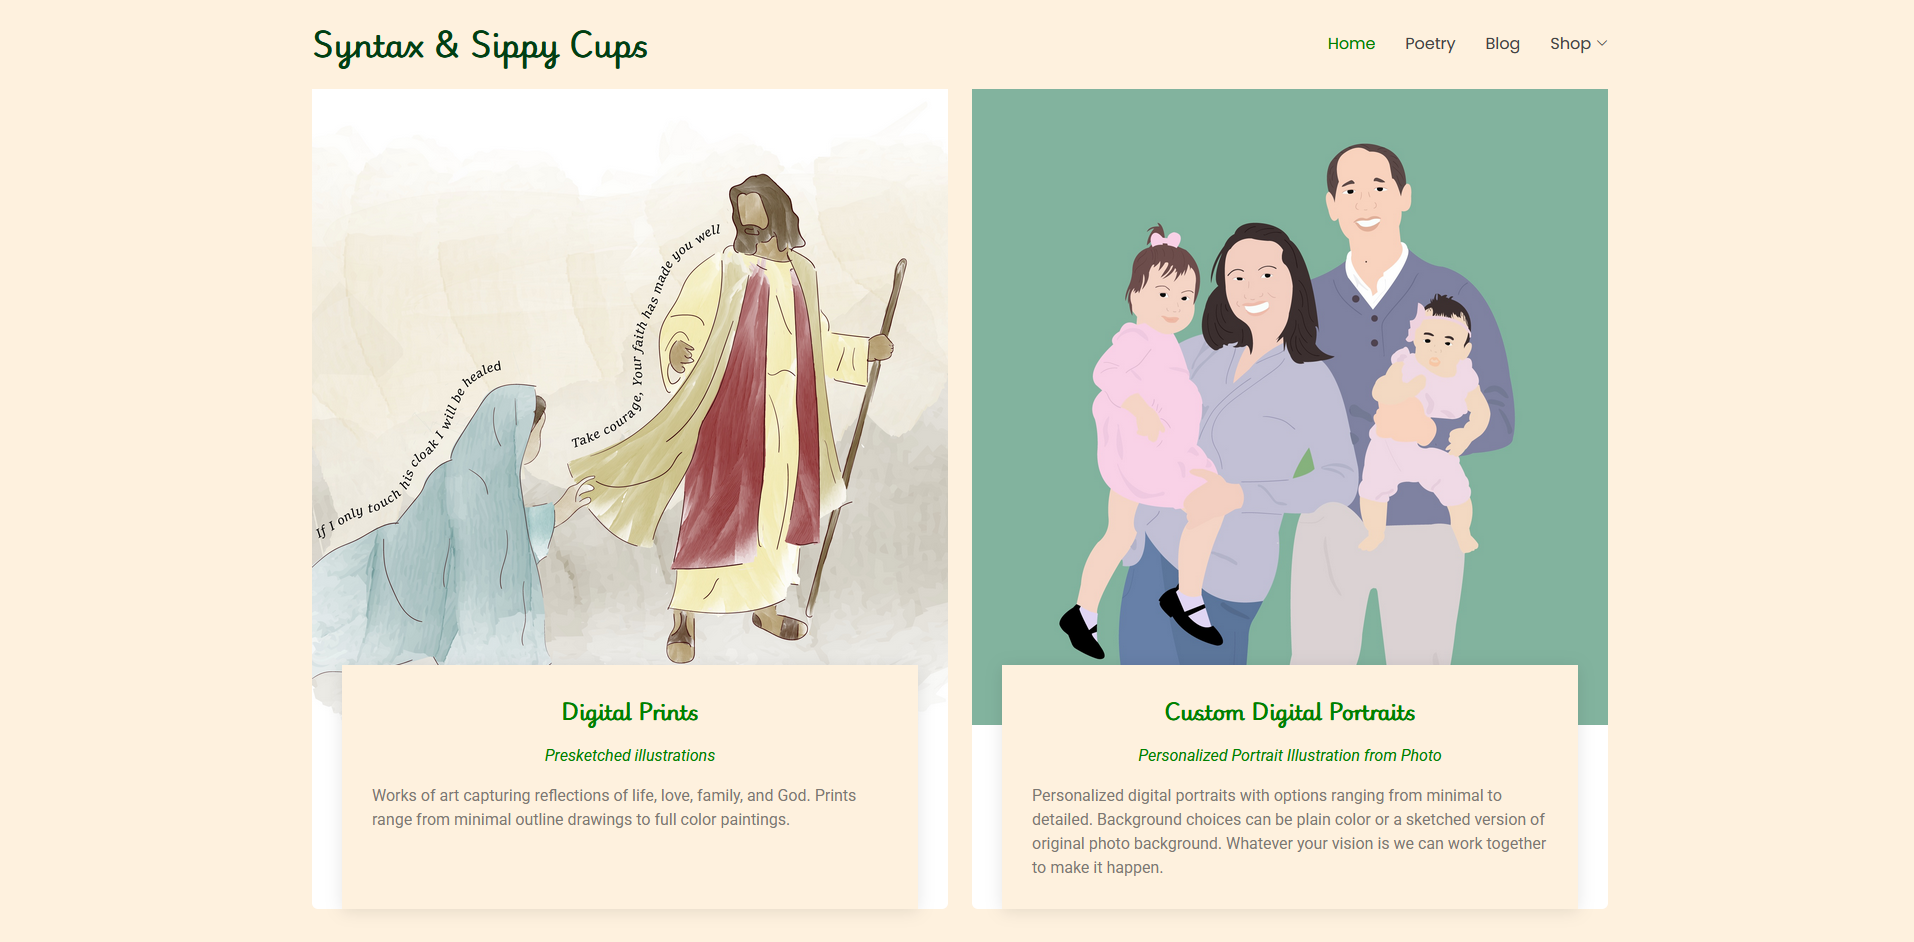 Syntax & Sippy Cups
Home Poetry Blog Shop
If I only touch his cloak I will be healed
Take courage, Your faith has made you well
Digital Prints
Presketched illustrations
Works of art capturing reflections of life, love, family, and God. Prints
range from minimal outline drawings to full color paintings.
Custom Digital Portraits
Personalized Portrait Illustration from Photo
Personalized digital portraits with options ranging from minimal to
detailed. Background choices can be plain color or a sketched version of
original photo background. Whatever your vision is we can work together
to make it happen.